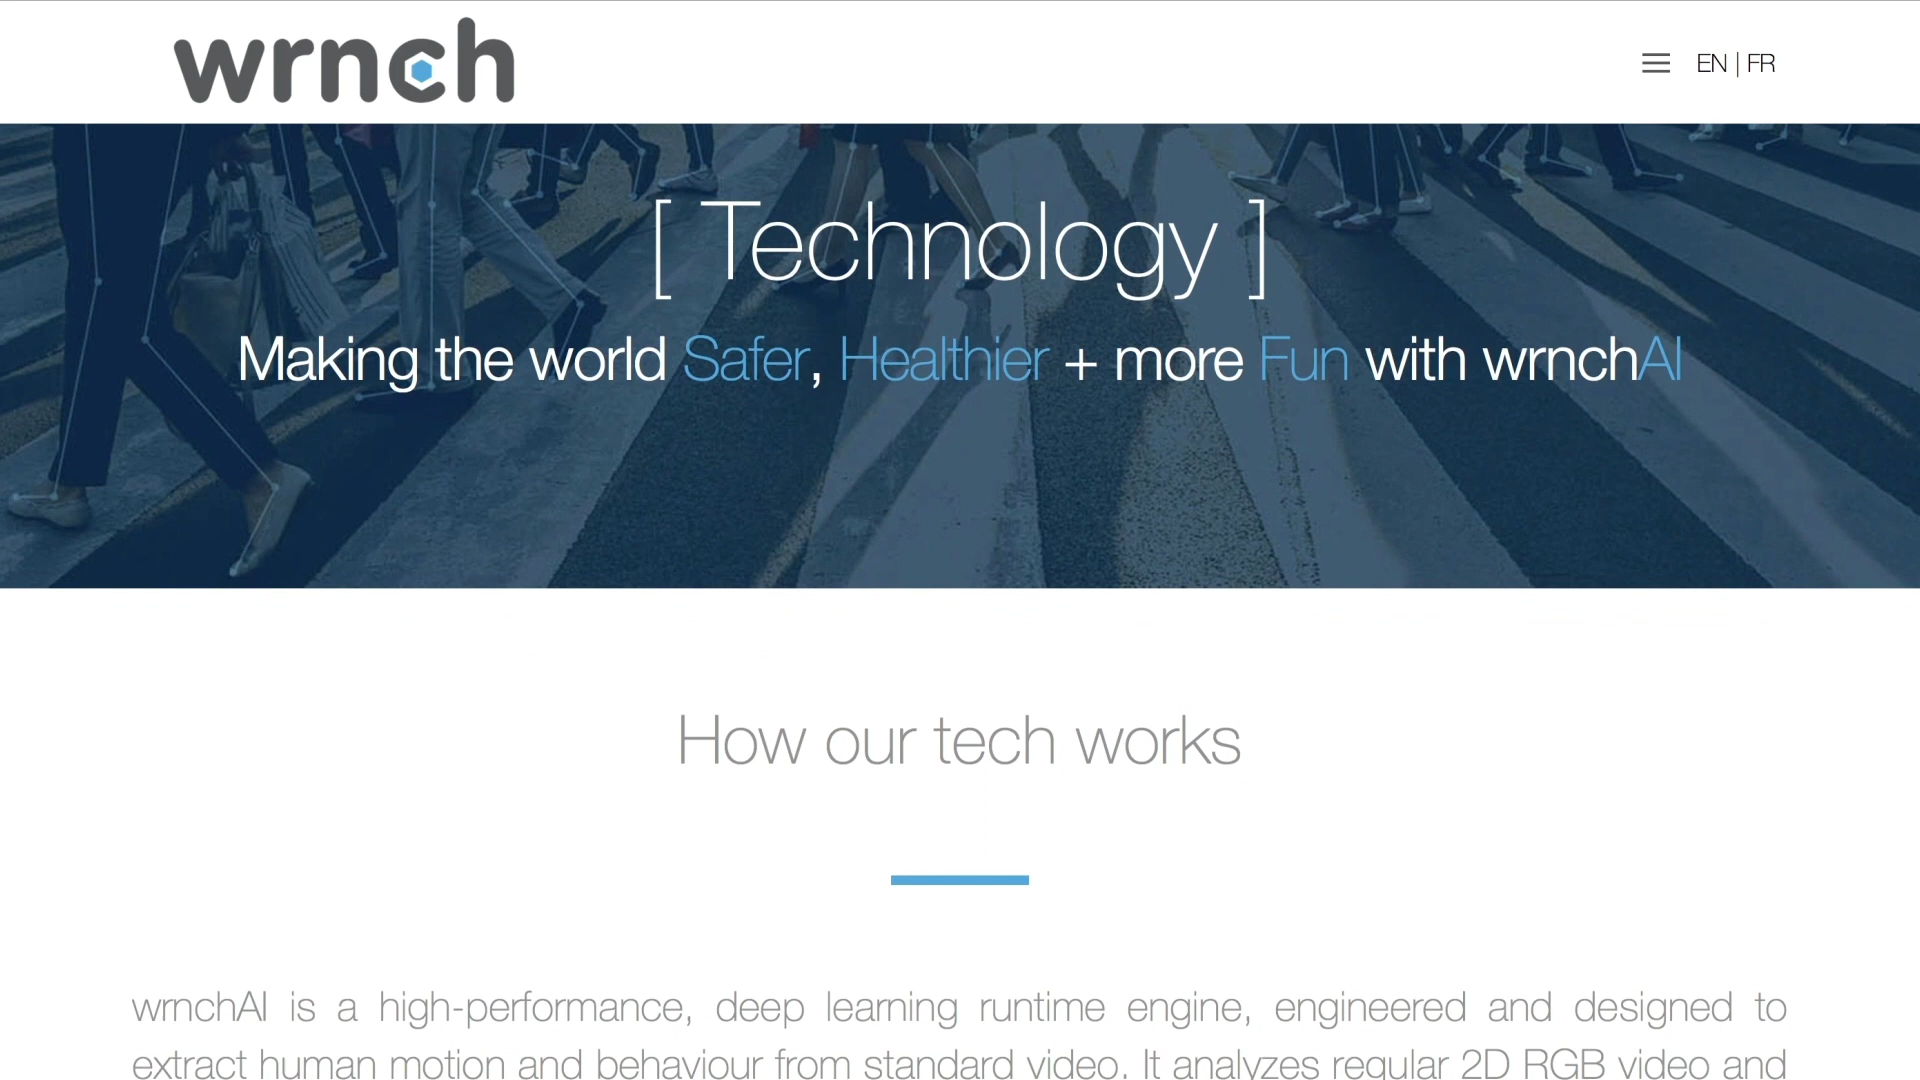 wrnch
EN | FR
[ Technology ]
Making the world Safer, Healthier + more Fun with wrnchAI
How our tech works
wrnchAI is a high-performance, deep learning runtime engine, engineered and designed to
extract human motion and behaviour from standard video. It analyzes regular 2D RGB video and